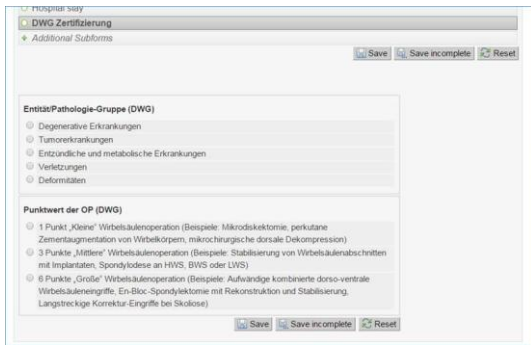 Hospital stay
DWG Zertifizierung
Additional Subforms
Save Save incomplete Reset
Entität/Pathologie-Gruppe (DWG)
Degenerative Erkrankungen
Tumorerkrankungen
Entzündliche und metabolische Erkrankungen
Verletzungen
Deformitäten
Punktwert der OP (DWG)
1 Punkt „Kleine" Wirbelsäulenoperation (Beispiele: Mikrodiskektomie, perkutane
Zementaugmentation von Wirbelkörpern, mikrochirurgische dorsale Dekompression)
3 Punkte „Mittlere" Wirbelsäulenoperation (Beispiele: Stabilisierung von Wirbelsäulenabschnitten
mit Implantaten, Spondylodese an HWS, BWS oder LWS)
6 Punkte „Große" Wirbelsäulenoperation (Beispiele: Aufwändige kombinierte dorso-ventrale
Wirbelsäuleneingriffe, En-Bloc-Spondylektomie mit Rekonstruktion und Stabilisierung,
Langstreckige Korrektur-Eingriffe bei Skoliose)
Save Save incomplete Reset